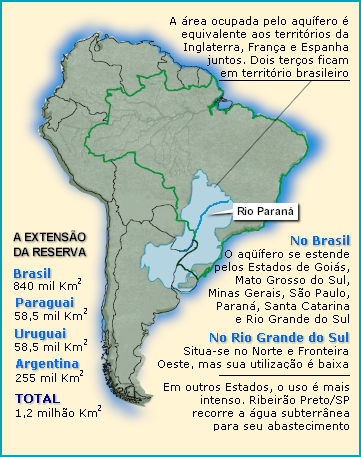 A área ocupada pelo aquífero é
equivalente aos territórios da
Inglaterra, França e Espanha
juntos. Dois terços ficam
em território brasileiro
Rio Paraná
A EXTENSÃO
DA RESERVA
Brasil
840 mil Km2
Paraguai
58,5 mil Km2
Uruguai
58,5 mil Km2
Argentina
255 mil Km2
TOTAL
1,2 milhão Km2
No Brasil
O aqüífero se estende
pelos Estados de Goiás,
Mato Grosso do Sul,
Minas Gerais, São Paulo,
Paraná, Santa Catarina
e Rio Grande do Sul
No Rio Grande do Sul
Situa-se no Norte e Fronteira
Oeste, mas sua utilização é baixa
Em outros Estados, o uso é mais
intenso. Ribeirão Preto/SP
recorre a água subterrânea
para seu abastecimento